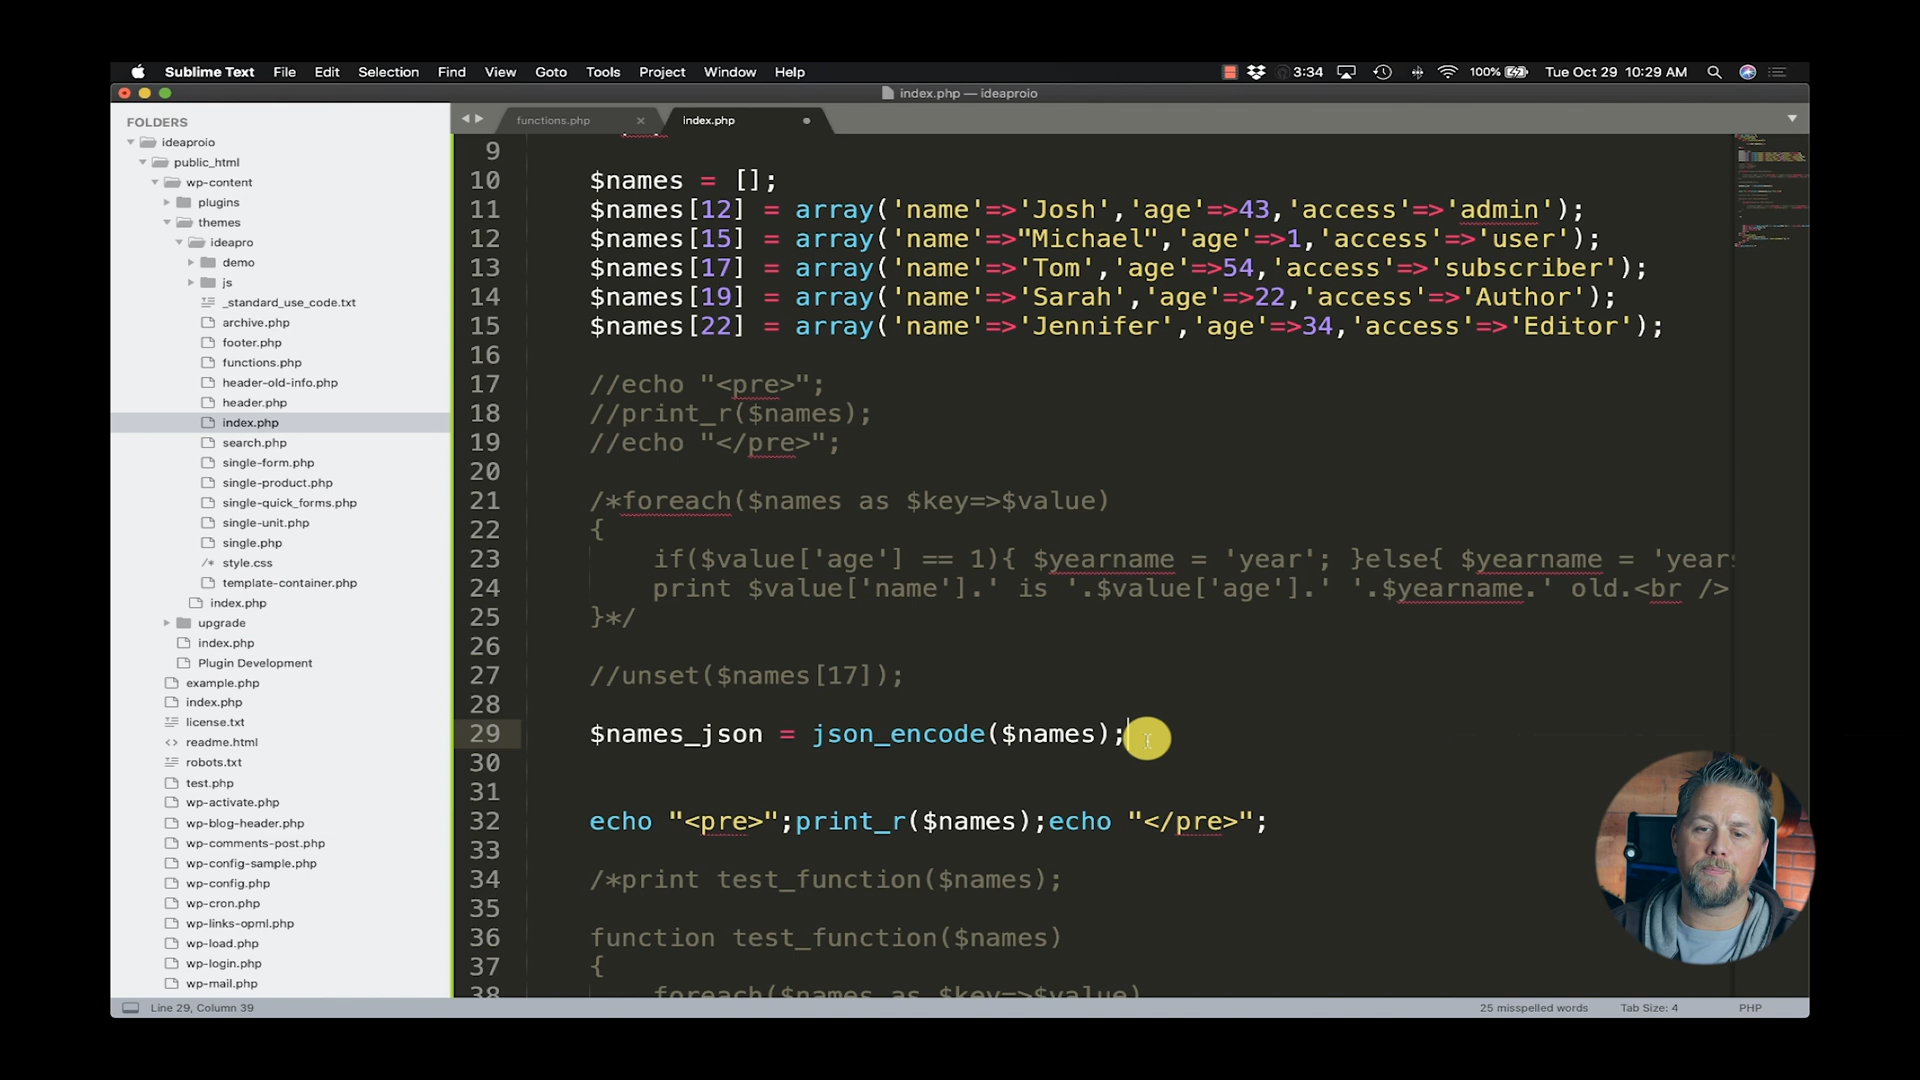 Sublime Text File Edit Selection Find View Goto Tools Project Window Help 3:34 100% Tue Oct 29 10:29 AM
index.php — ideaproio
FOLDERS
ideaproio
public_html
wp-content
plugins
themes
ideapro
demo
js
_standard_use_code.txt
archive.php
footer.php
functions.php
header-old-info.php
header.php
index.php
search.php
single-form.php
single-product.php
single-quick_forms.php
single-unit.php
single.php
style.css
template-container.php
index.php
upgrade
index.php
Plugin Development
example.php
index.php
license.txt
readme.html
robots.txt
test.php
wp-activate.php
wp-blog-header.php
wp-comments-post.php
wp-config-sample.php
wp-config.php
wp-cron.php
wp-links-opml.php
wp-load.php
wp-login.php
wp-mail.php
functions.php index.php
9
10 $names = [];
11 $names[12] = array('name'=>'Josh','age'=>43,'access'=>'admin');
12 $names[15] = array('name'=>"Michael",'age'=>1,'access'=>'user');
13 $names[17] = array('name'=>'Tom','age'=>54,'access'=>'subscriber');
14 $names[19] = array('name'=>'Sarah','age'=>22,'access'=>'Author');
15 $names[22] = array('name'=>'Jennifer','age'=>34,'access'=>'Editor');
16
17 //echo "<pre>";
18 //print_r($names);
19 //echo "</pre>";
20
21 /*foreach($names as $key=>$value)
22 {
23 if($value['age'] == 1){ $yearname = 'year'; }else{ $yearname = 'years
24 print $value['name'].' is '.$value['age'].' '.$yearname.' old.<br />
25 }*/
26
27 //unset($names[17]);
28
29 $names_json = json_encode($names);
30
31
32 echo "<pre>";print_r($names);echo "</pre>";
33
34 /*print test_function($names);
35
36 function test_function($names)
37 {
38 foreach($names as $key=>$value)
Line 29, Column 39 25 misspelled words Tab Size: 4 PHP